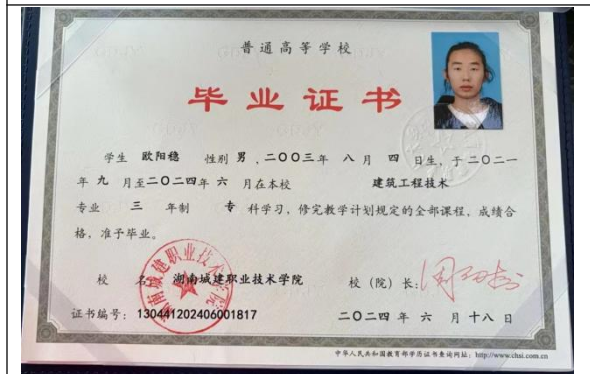 普通高等学校
毕业证书
学生 欧阳稳 性别 男 、二〇〇三年 八 月 四 日生，于二〇二一
年 九 月至二〇二四年 六 月在本校 建筑工程技术
专业 三 年制 专 科学习，修完教学计划规定的全部课程，成绩合
格，准予毕业。
校 名：湖南城建职业技术学院 校（院）长：
证书编号：130441202406001817 二〇二四 年 六 月 十八 日
中华人民共和国教育部学历证书查询网址：http://www.chsi.com.cn